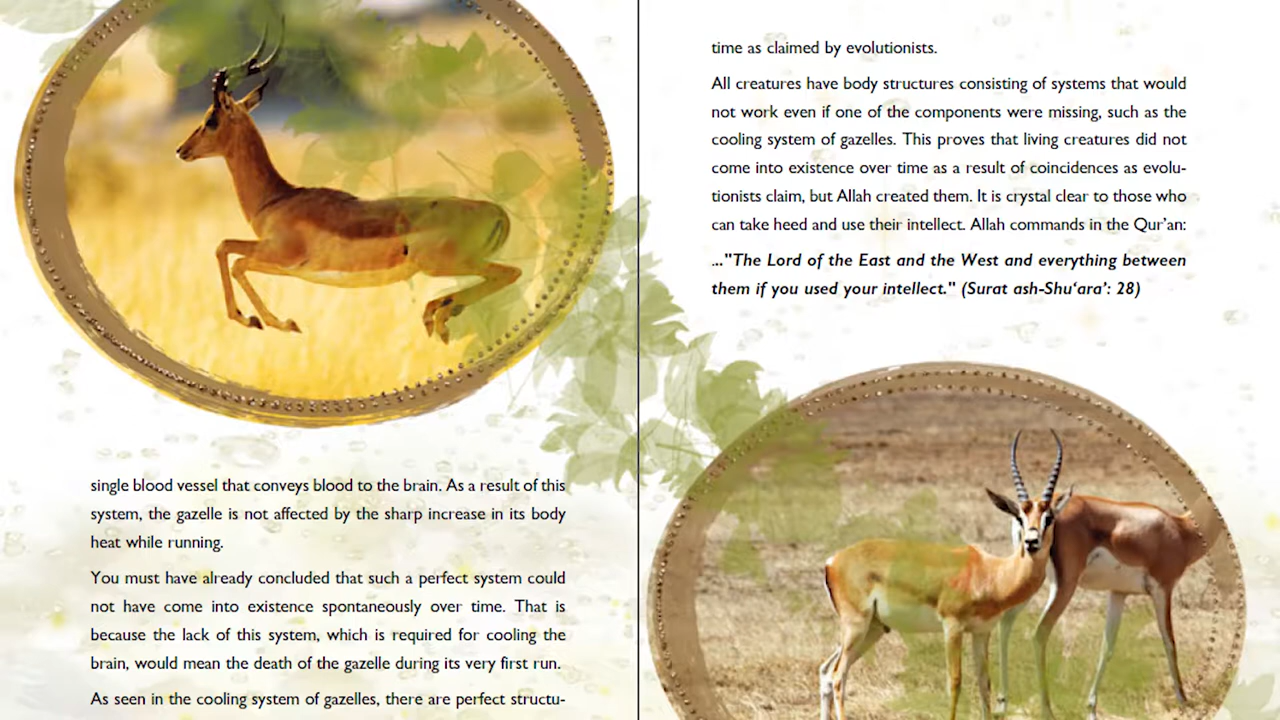 single blood vessel that conveys blood to the brain. As a result of this
system, the gazelle is not affected by the sharp increase in its body
heat while running.
You must have already concluded that such a perfect system could
not have come into existence spontaneously over time. That is
because the lack of this system, which is required for cooling the
brain, would mean the death of the gazelle during its very first run.
As seen in the cooling system of gazelles, there are perfect structu-
time as claimed by evolutionists.
All creatures have body structures consisting of systems that would
not work even if one of the components were missing, such as the
cooling system of gazelles. This proves that living creatures did not
come into existence over time as a result of coincidences as evolu-
tionists claim, but Allah created them. It is crystal clear to those who
can take heed and use their intellect. Allah commands in the Qur'an:
..."The Lord of the East and the West and everything between
them if you used your intellect." (Surat ash-Shu‘ara’: 28)